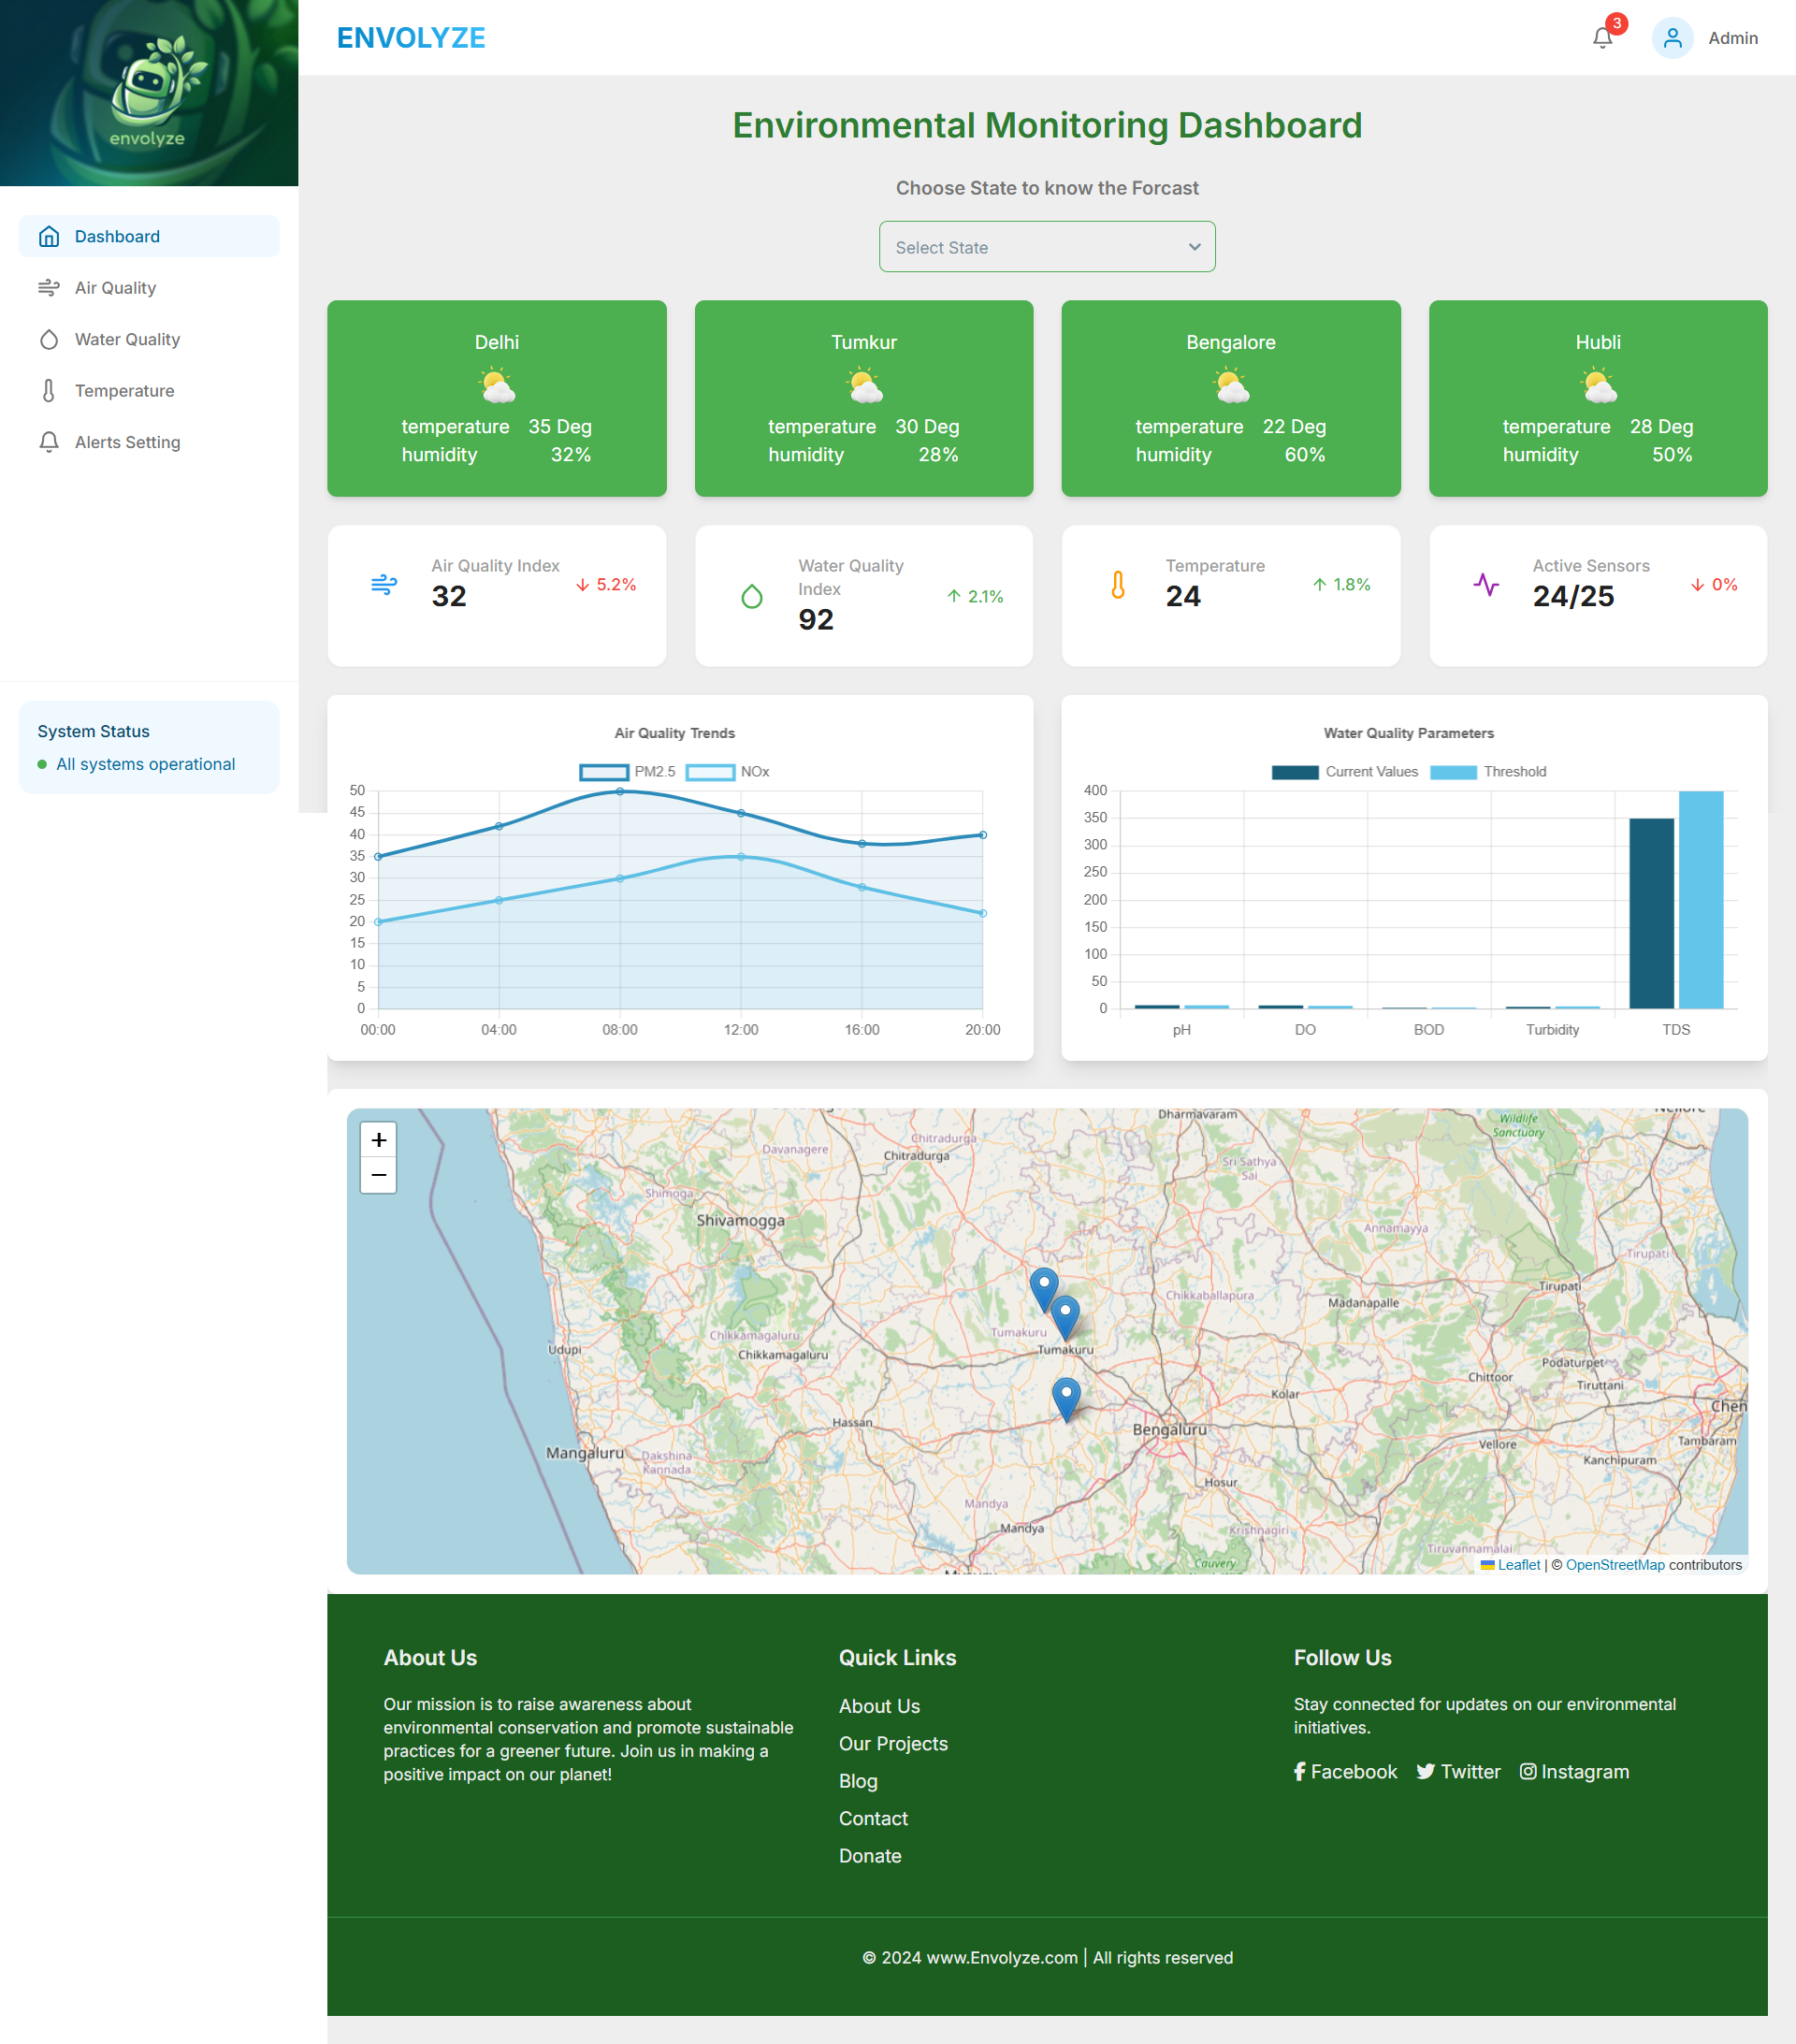 envolyze
ENVOLYZE
3
Admin
Dashboard
Air Quality
Water Quality
Temperature
Alerts Setting
System Status
All systems operational
Environmental Monitoring Dashboard
Choose State to know the Forcast
Select State
Delhi
temperature 35 Deg
humidity 32%
Tumkur
temperature 30 Deg
humidity 28%
Bengalore
temperature 22 Deg
humidity 60%
Hubli
temperature 28 Deg
humidity 50%
Air Quality Index
32
↓ 5.2%
Water Quality
Index
92
↑ 2.1%
Temperature
24
↑ 1.8%
Active Sensors
24/25
↓ 0%
Air Quality Trends
PM2.5 NOx
50
45
40
35
30
25
20
15
10
5
0
00:00 04:00 08:00 12:00 16:00 20:00
Water Quality Parameters
Current Values Threshold
400
350
300
250
200
150
100
50
0
pH DO BOD Turbidity TDS
+
−
Dharmavaram
Wildlife
Sanctuary
Nellore
Davanagere
Chitradurga
Chitradurga
Sri Sathya
Sai
Shimoga
Shivamogga
Annamayya
Tirupati
Tirupati
Chikkaballapura
Madanapalle
Tumakuru
Tumakuru
Chikkamagaluru
Chikkamagaluru
Udupi
Podaturpet
Chittoor
Tiruttani
Kolar
Chen
Hassan
Bengaluru
Mangaluru
Dakshina
Kannada
Vellore
Tambaram
Kanchipuram
Hosur
Mandya
Mandya
Krishnagiri
Tiruvannamalai
Cauvery
Leaflet | © OpenStreetMap contributors
About Us
Our mission is to raise awareness about
environmental conservation and promote sustainable
practices for a greener future. Join us in making a
positive impact on our planet!
Quick Links
About Us
Our Projects
Blog
Contact
Donate
Follow Us
Stay connected for updates on our environmental
initiatives.
Facebook Twitter Instagram
© 2024 www.Envolyze.com | All rights reserved